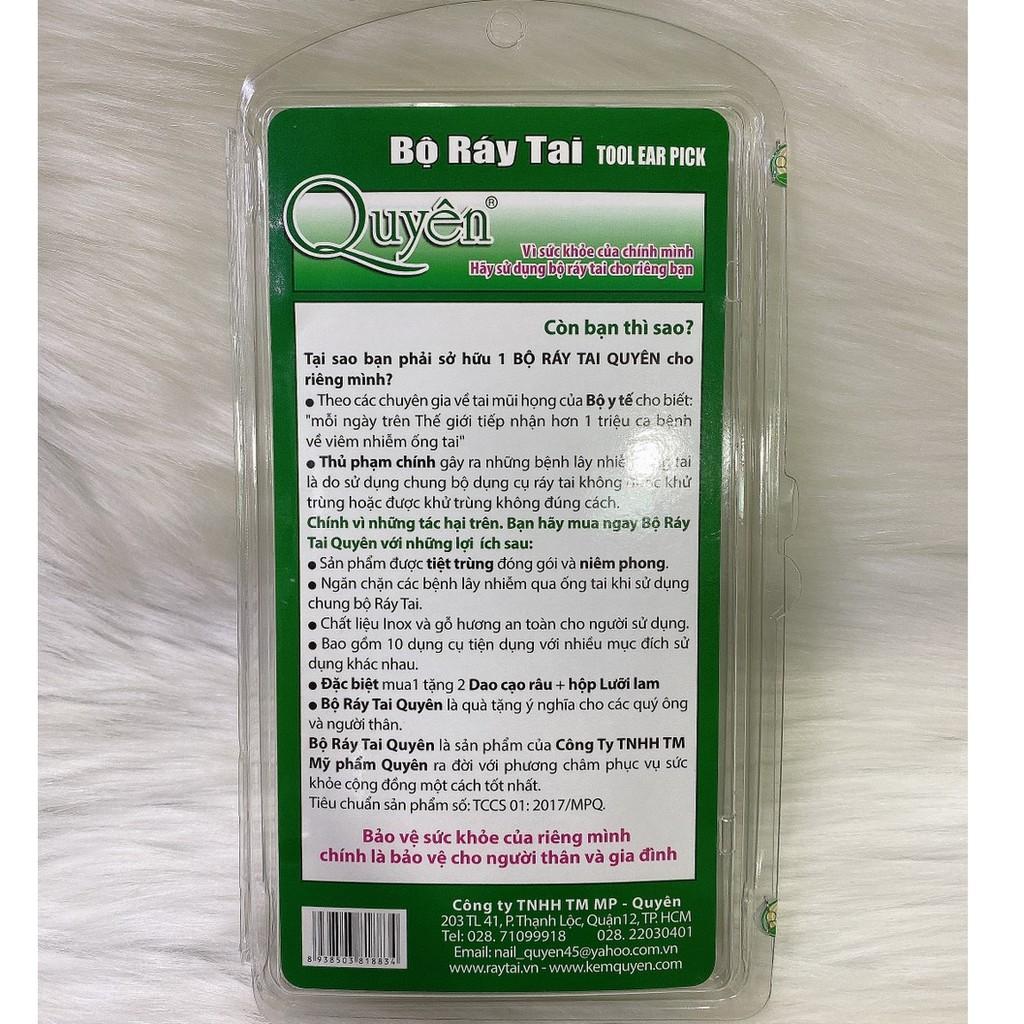 Bộ Ráy Tai TOOL EAR PICK
Quyên®
Vì sức khỏe của chính mình
Hãy sử dụng bộ ráy tai cho riêng bạn
Còn bạn thì sao?
Tại sao bạn phải sở hữu 1 BỘ RÁY TAI QUYÊN cho
riêng mình?
● Theo các chuyên gia về tai mũi họng của Bộ y tế cho biết:
"mỗi ngày trên Thế giới tiếp nhận hơn 1 triệu ca bệnh
về viêm nhiễm ống tai"
● Thủ phạm chính gây ra những bệnh lây tai
là do sử dụng chung bộ dụng cụ ráy tai không khử
trùng hoặc được khử trùng không đúng cách.
Chính vì những tác hại trên. Bạn hãy mua ngay Bộ Ráy
Tai Quyên với những lợi ích sau:
● Sản phẩm được tiệt trùng đóng gói và niêm phong.
● Ngăn chặn các bệnh lây nhiễm qua ống tai khi sử dụng
chung bộ Ráy Tai.
● Chất liệu Inox và gỗ hương an toàn cho người sử dụng.
● Bao gồm 10 dụng cụ tiện dụng với nhiều mục đích sử
dụng khác nhau.
● Đặc biệt mua1 tặng 2 Dao cạo râu + hộp Lưỡi lam
● Bộ Ráy Tai Quyên là quà tặng ý nghĩa cho các quý ông
và người thân.
Bộ Ráy Tai Quyên là sản phẩm của Công Ty TNHH TM
Mỹ phẩm Quyên ra đời với phương châm phục vụ sức
khỏe cộng đồng một cách tốt nhất.
Tiêu chuẩn sản phẩm số: TCCS 01: 2017/MPQ.
Bảo vệ sức khỏe của riêng mình
chính là bảo vệ cho người thân và gia đình
Công ty TNHH TM MP - Quyên
203 TL 41, P. Thạnh Lộc, Quận12, TP. HCM
Tel: 028. 71099918 028. 22030401
Email: nail_quyen45@yahoo.com.vn
www.raytai.vn - www.kemquyen.com
8938503818834